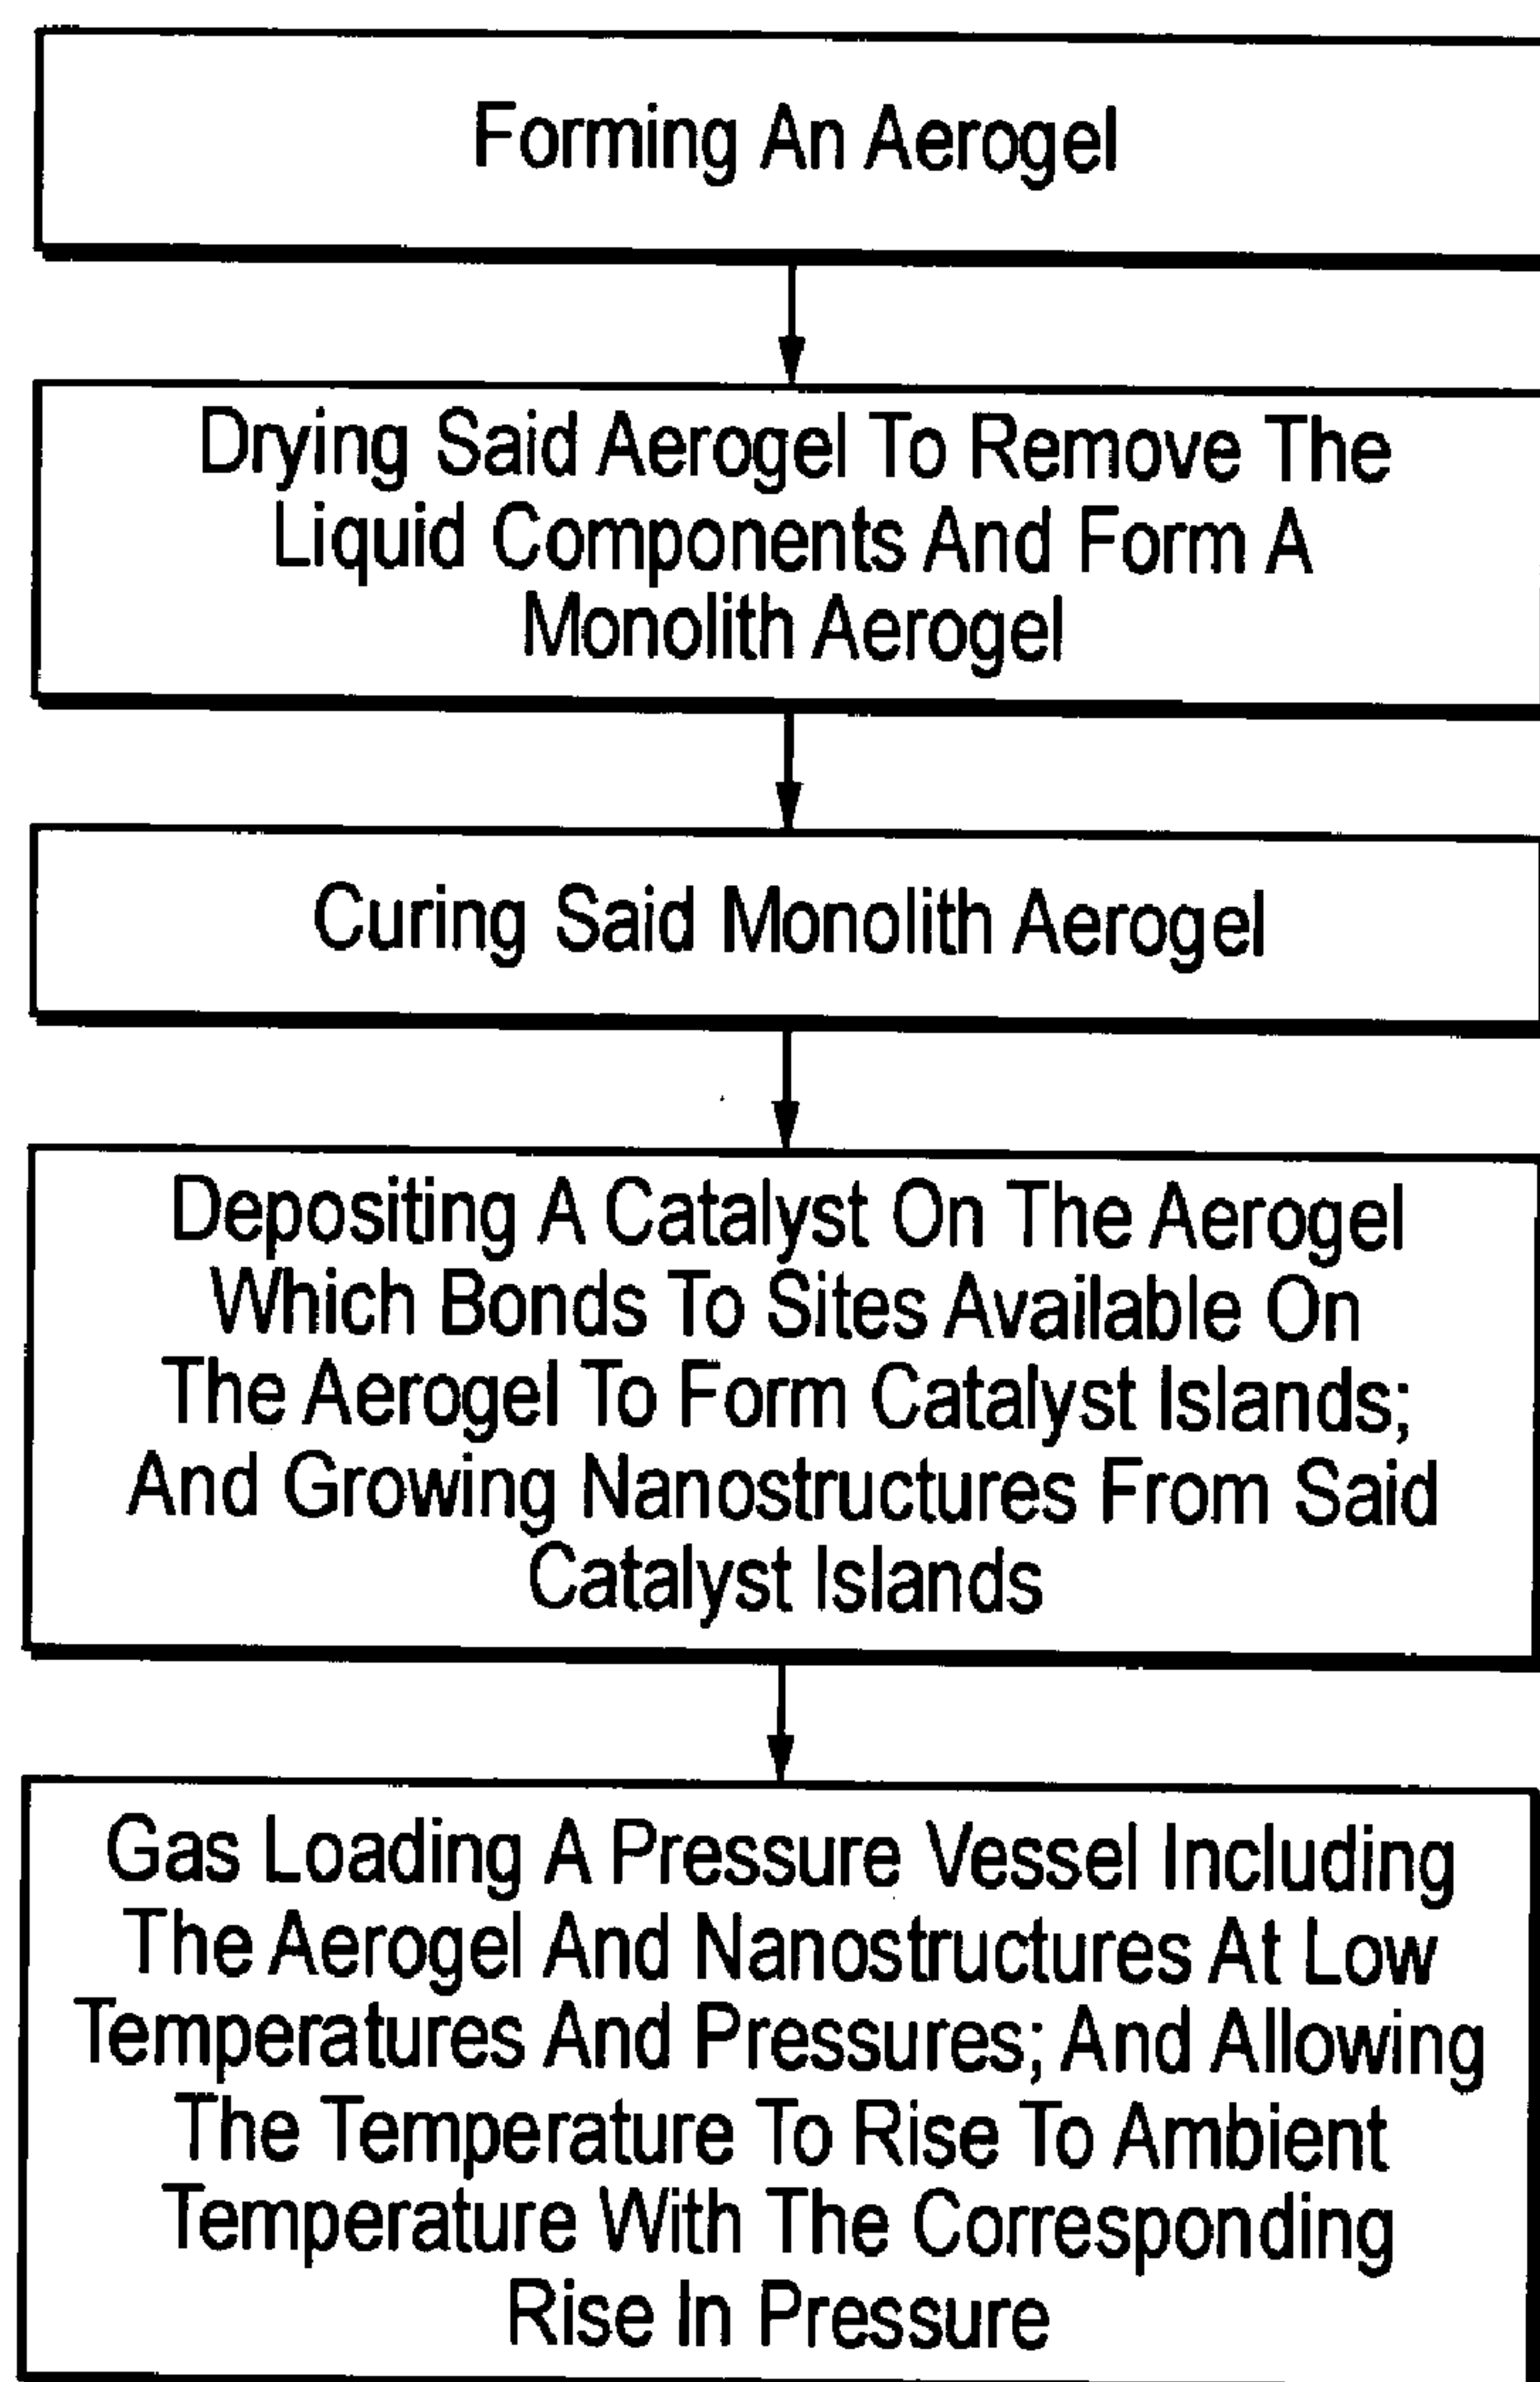 Forming An Aerogel
Drying Said Aerogel To Remove The
Liquid Components And Form A
Monolith Aerogel
Curing Said Monolith Aerogel
Depositing A Catalyst On The Aerogel
Which Bonds To Sites Available On
The Aerogel To Form Catalyst Islands;
And Growing Nanostructures From Said
Catalyst Islands
Gas Loading A Pressure Vessel Including
The Aerogel And Nanostructures At Low
Temperatures And Pressures; And Allowing
The Temperature To Rise To Ambient
Temperature With The Corresponding
Rise In Pressure